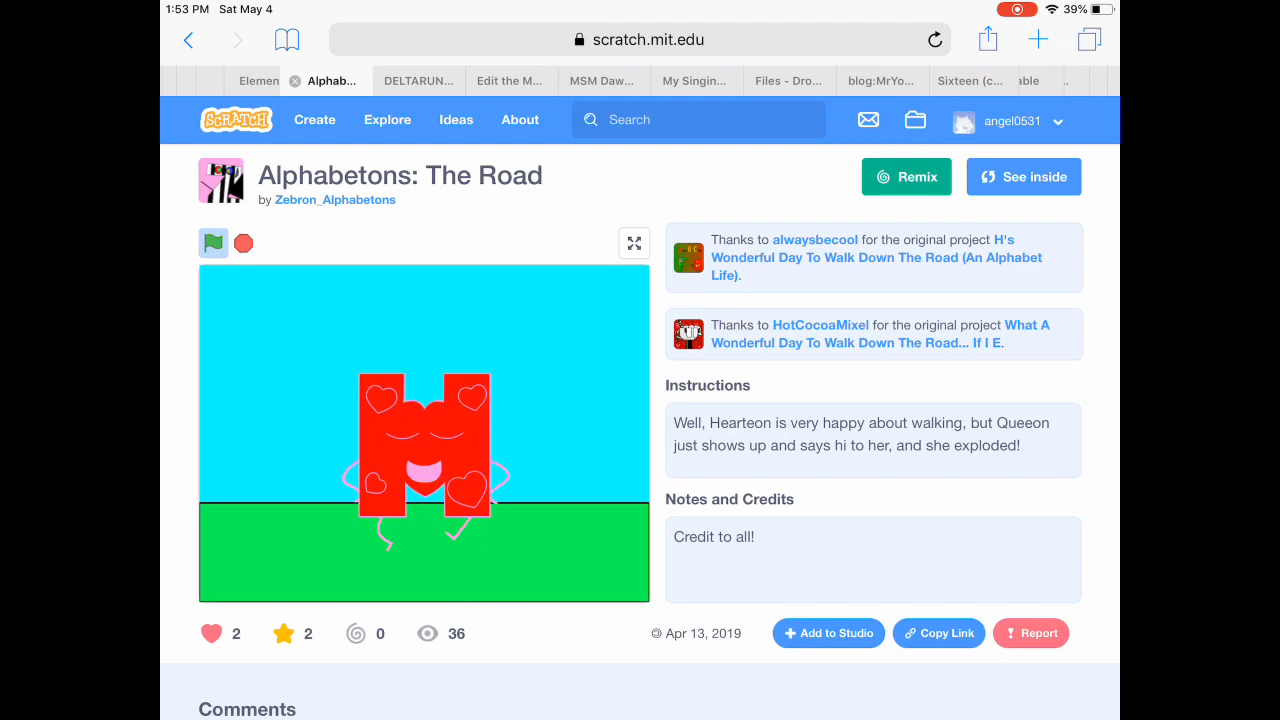 1:53 PM Sat May 4
39%
scratch.mit.edu
Elemen
Alphab...
DELTARUN...
Edit the M...
MSM Daw...
My Singin...
Files - Dro...
blog:MrYo...
Sixteen (c...
able
..
SCRATCH
Create
Explore
Ideas
About
Search
angel0531
Alphabetons: The Road
by Zebron_Alphabetons
Remix
See inside
Thanks to alwaysbecool for the original project H's
Wonderful Day To Walk Down The Road (An Alphabet
Life).
Thanks to HotCocoaMixel for the original project What A
Wonderful Day To Walk Down The Road... If I E.
Instructions
Well, Hearteon is very happy about walking, but Queeon
just shows up and says hi to her, and she exploded!
Notes and Credits
Credit to all!
2
2
0
36
© Apr 13, 2019
Add to Studio
Copy Link
Report
Comments